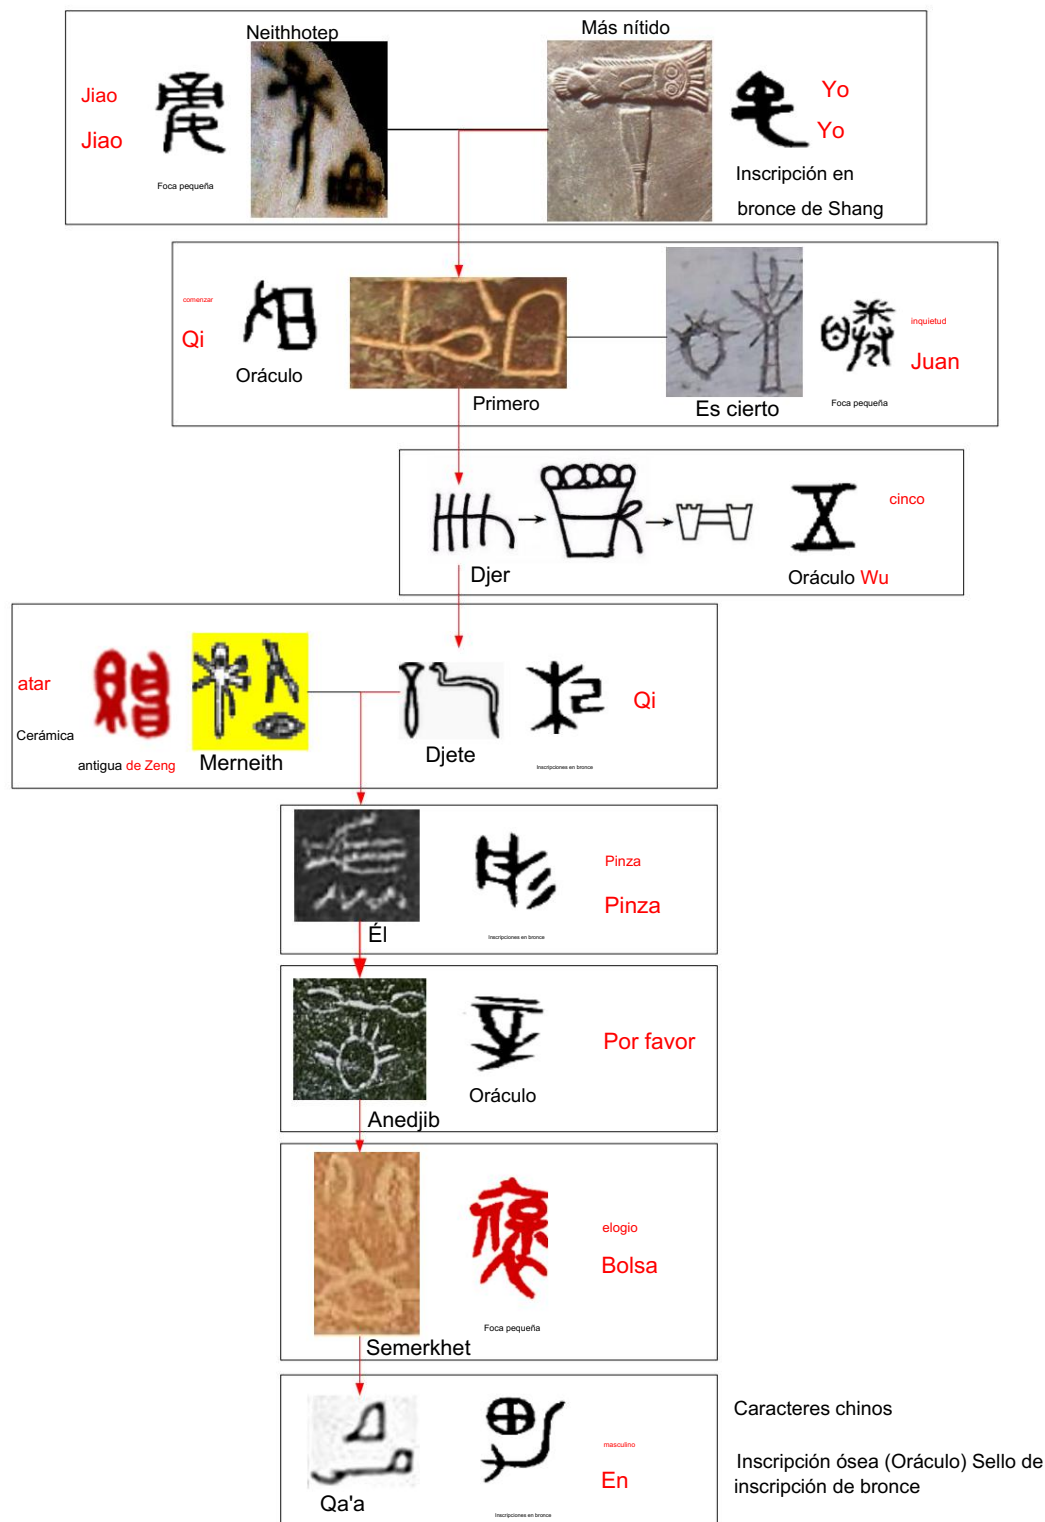 Neithhotep
Más nítido
Jiao
Jiao
Foca pequeña
Yo
Yo
Inscripción en
bronce de Shang
comenzar
Qi
Oráculo
Primero
Es cierto
inquietud
Juan
Foca pequeña
Djer
cinco
Oráculo Wu
atar
Cerámica
antigua de Zeng
Merneith
Djete
Qi
Inscripciones en bronce
Él
Pinza
Pinza
Inscripciones en bronce
Anedjib
Oráculo
Por favor
Semerkhet
elogio
Bolsa
Foca pequeña
Qa'a
masculino
En
Inscripciones en bronce
Caracteres chinos
Inscripción ósea (Oráculo) Sello de
inscripción de bronce